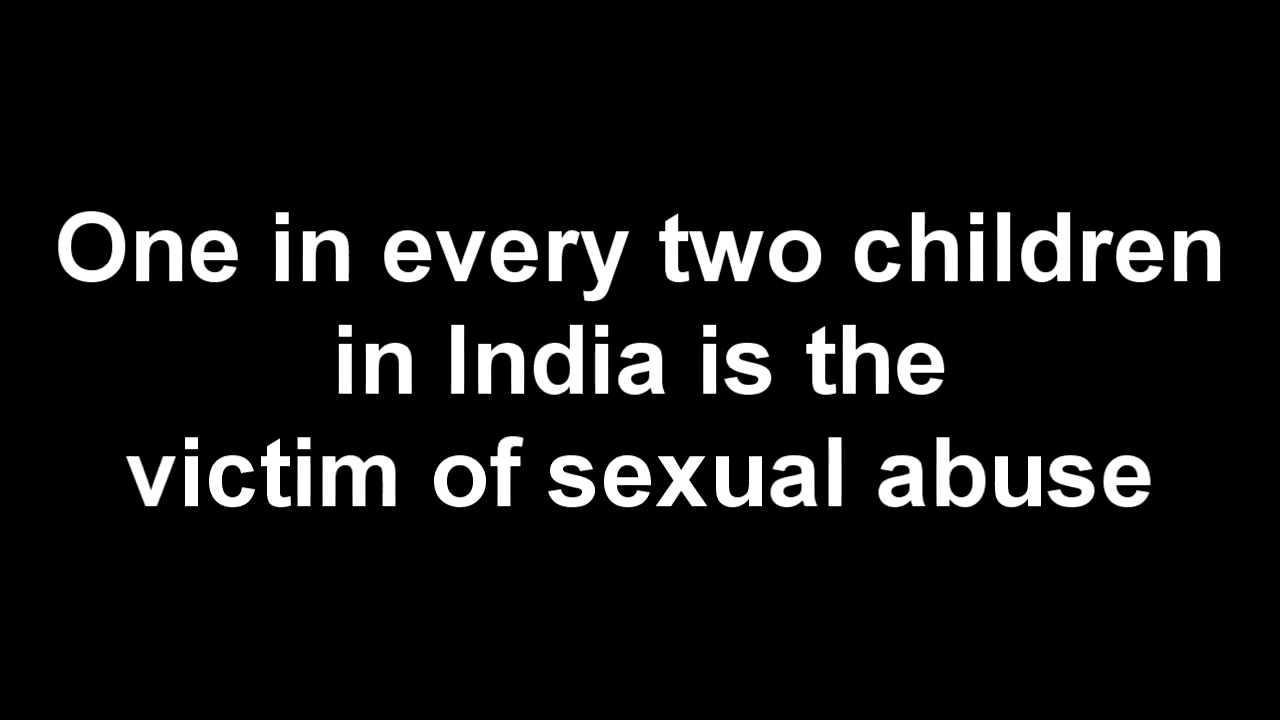 One in every two children
in India is the
victim of sexual abuse